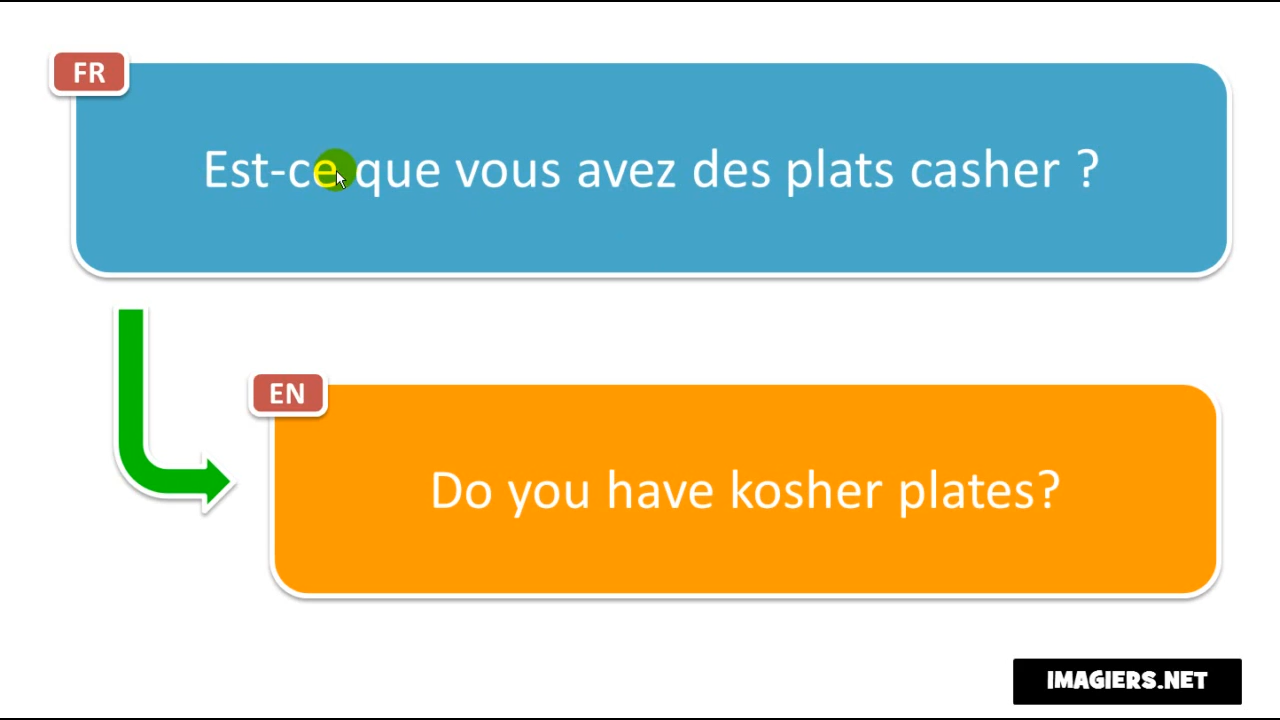 FR
Est-ce que vous avez des plats casher ?
EN
Do you have kosher plates?
IMAGIERS.NET